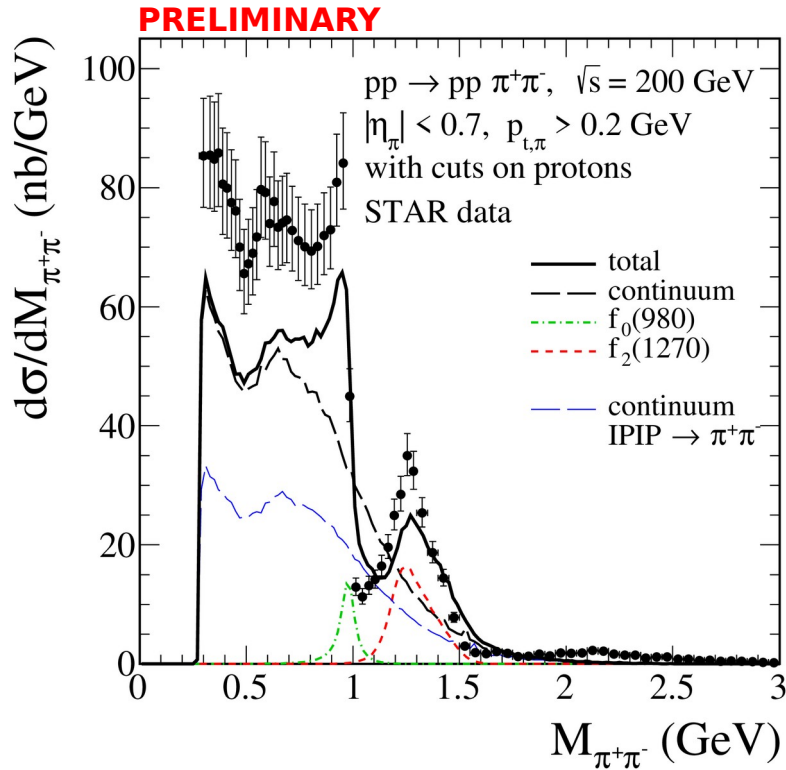 PRELIMINARY
dσ/dM_{π⁺π⁻} (nb/GeV)
100
80
60
40
20
0
pp → pp π⁺π⁻, √s = 200 GeV
|η_π| < 0.7, p_{t,π} > 0.2 GeV
with cuts on protons
STAR data
total
continuum
f₀(980)
f₂(1270)
continuum
IPIP → π⁺π⁻
0 0.5 1 1.5 2 2.5 3
M_{π⁺π⁻} (GeV)